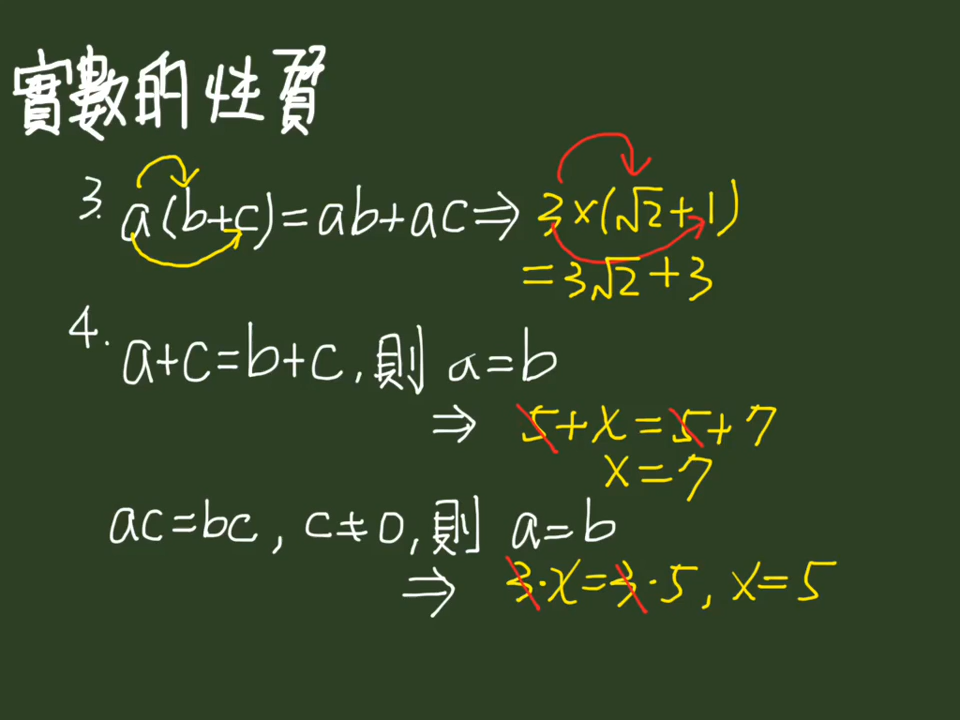 實數的性質
3. a(b+c)=ab+ac⇒ 3×(√2+1)
=3√2+3
4. a+c=b+c,則 a=b
⇒ 5+x=5+7
x=7
ac=bc, c≠0,則 a=b
⇒ 3·x=3·5, x=5